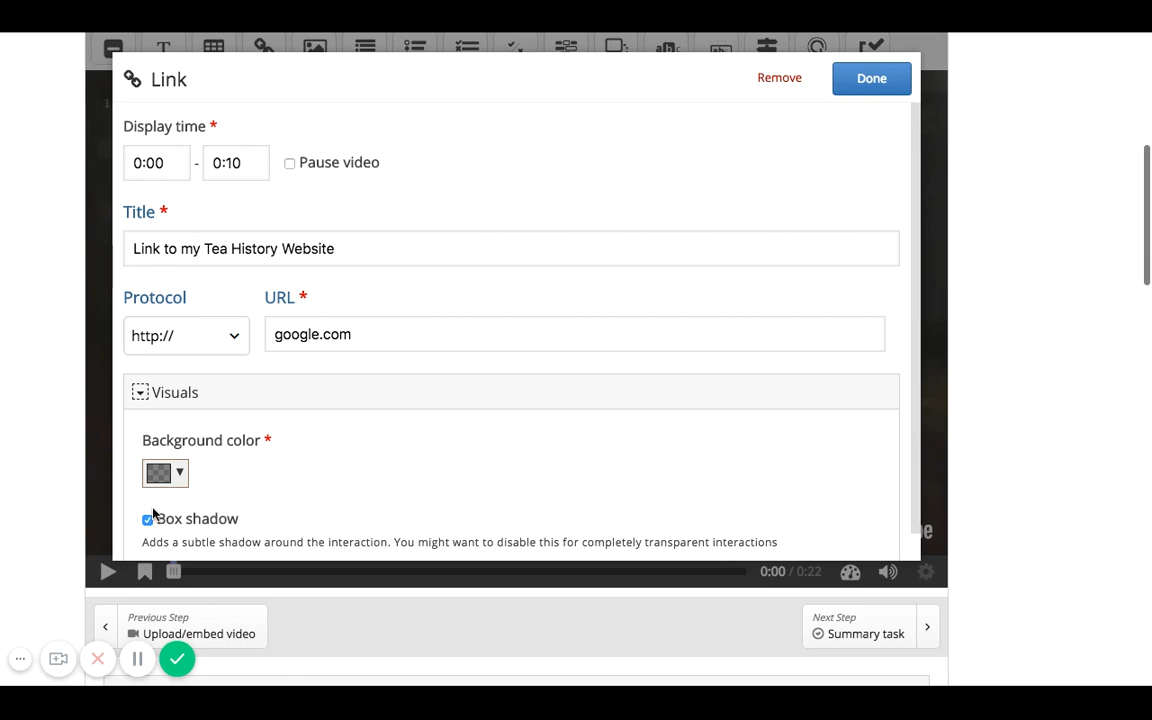 Link
Remove
Done
Display time *
0:00 - 0:10 Pause video
Title *
Link to my Tea History Website
Protocol URL *
http:// google.com
Visuals
Background color *
Box shadow
Adds a subtle shadow around the interaction. You might want to disable this for completely transparent interactions
0:00 / 0:22
Previous Step
Upload/embed video
Next Step
Summary task